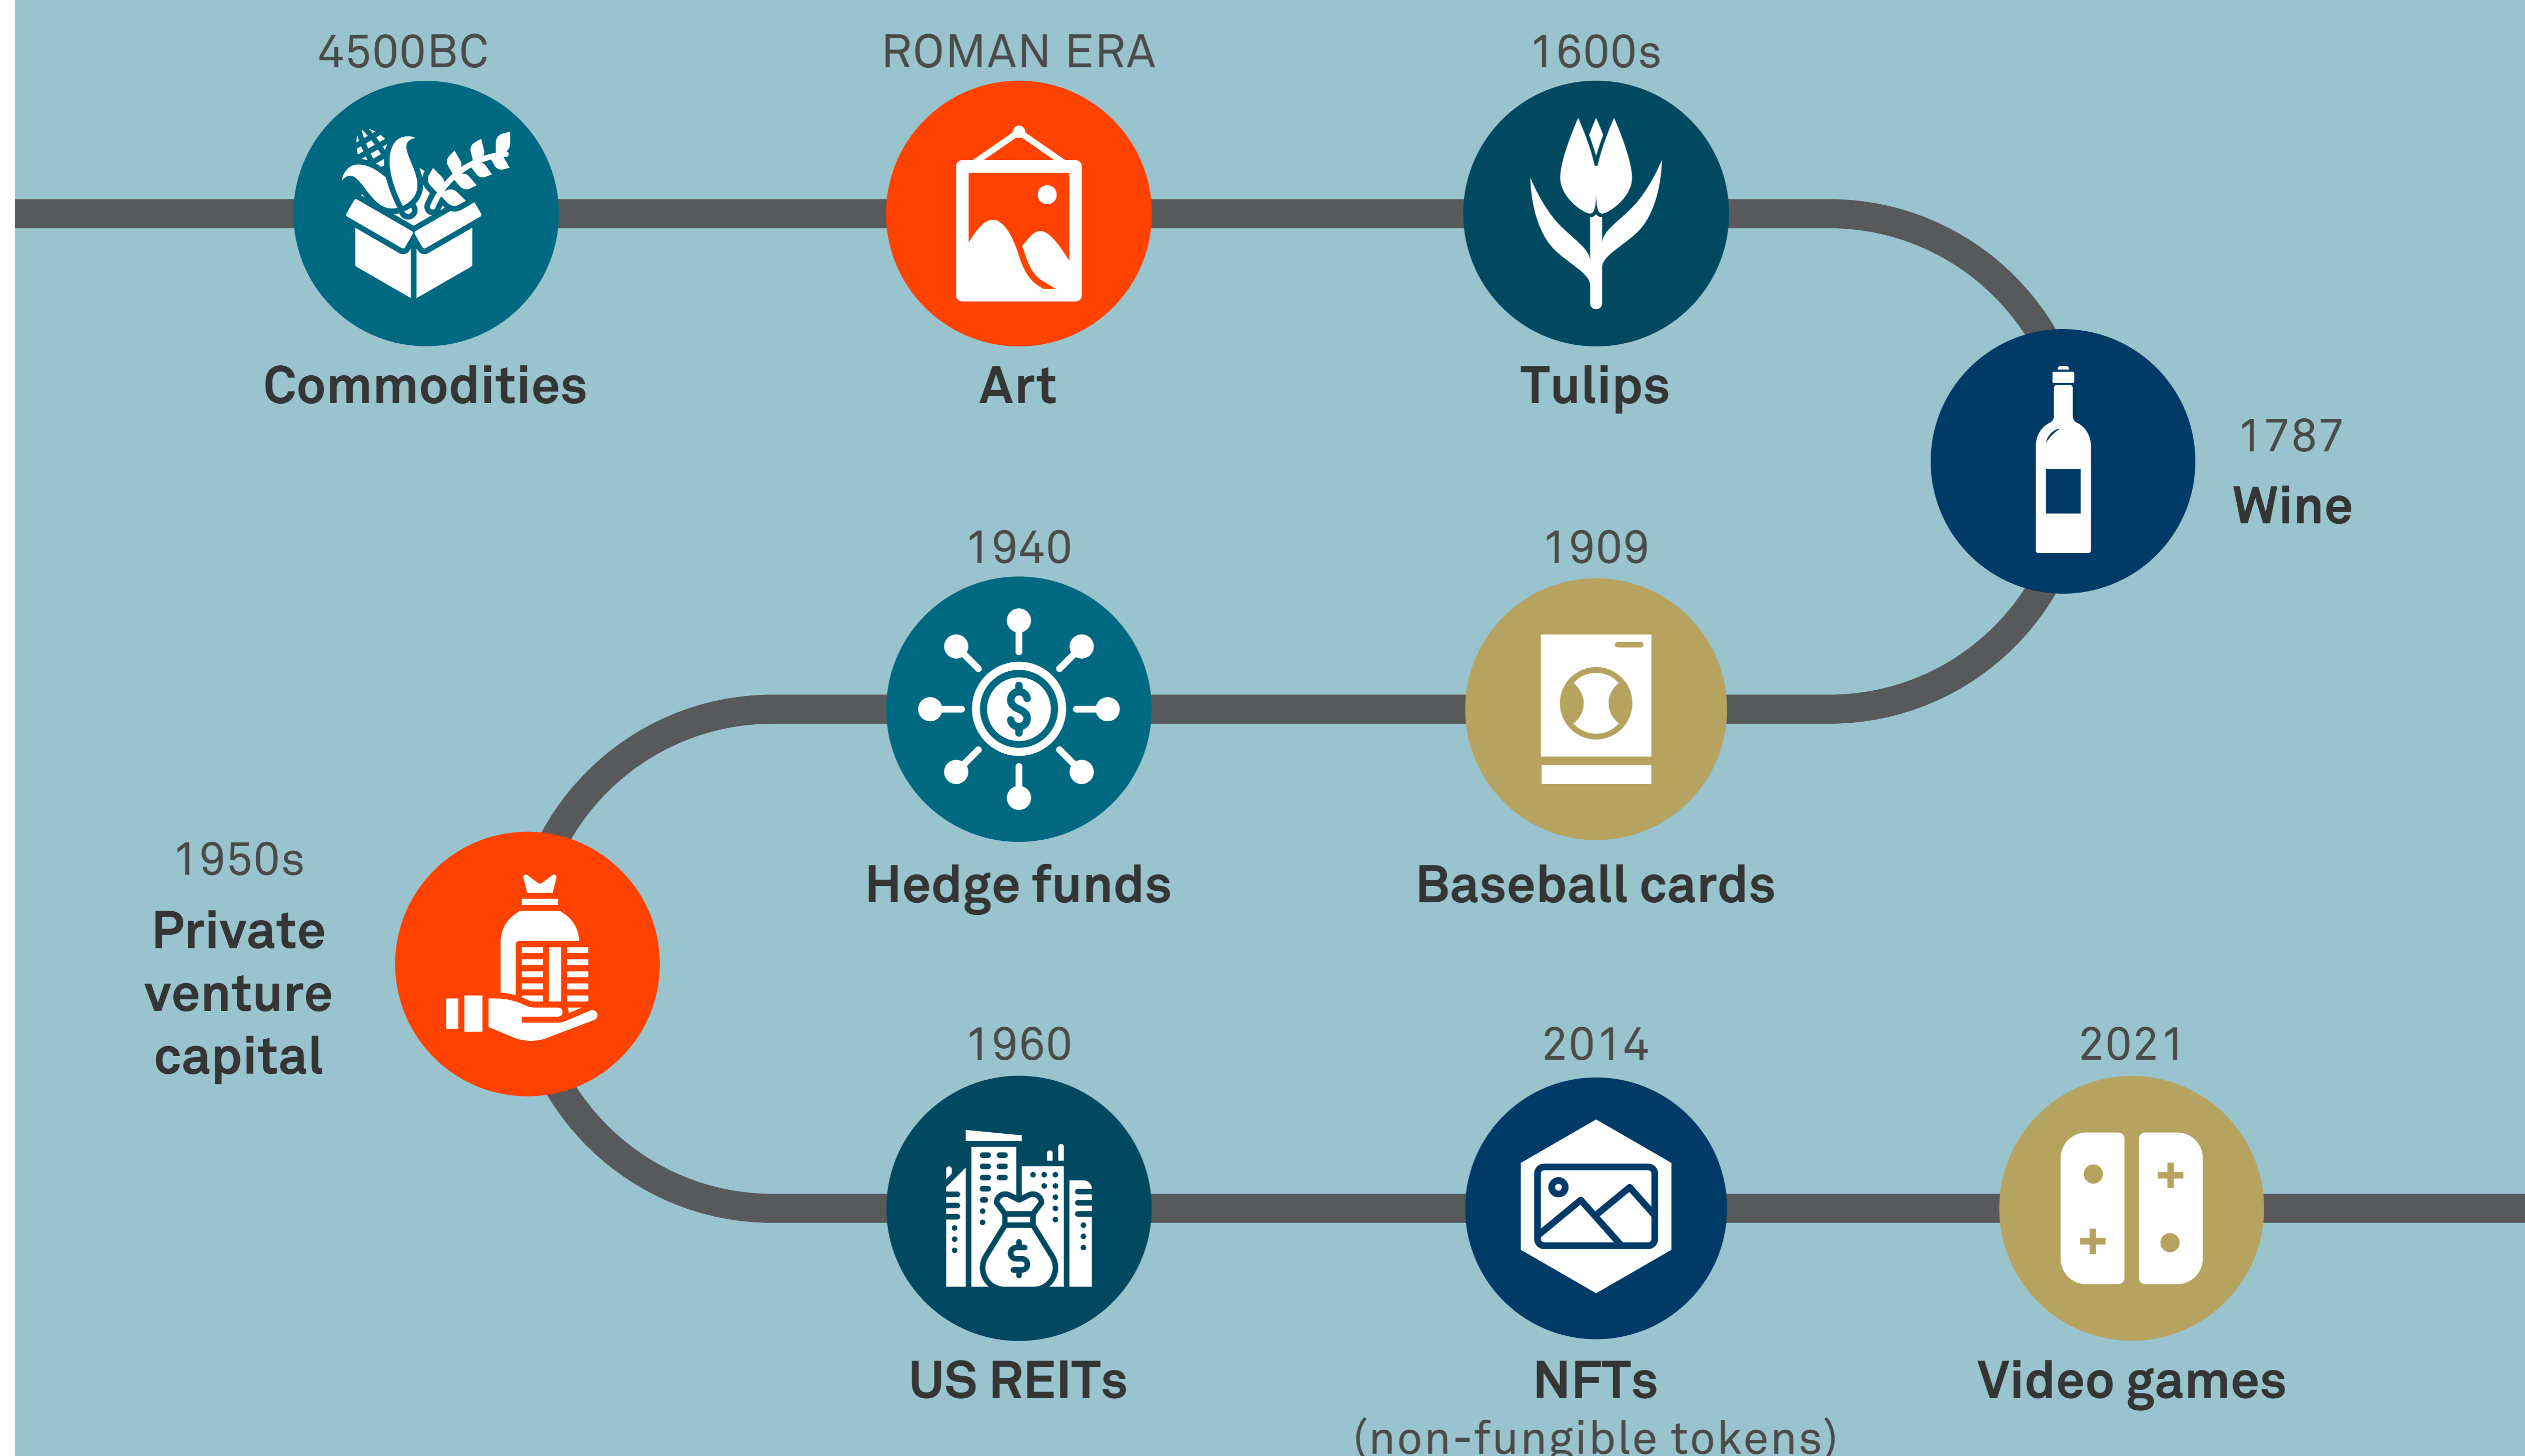 4500BC
Commodities
ROMAN ERA
Art
1600s
Tulips
1787
Wine
1909
Baseball cards
1940
Hedge funds
1950s
Private
venture
capital
1960
US REITs
2014
NFTs
(non-fungible tokens)
2021
Video games